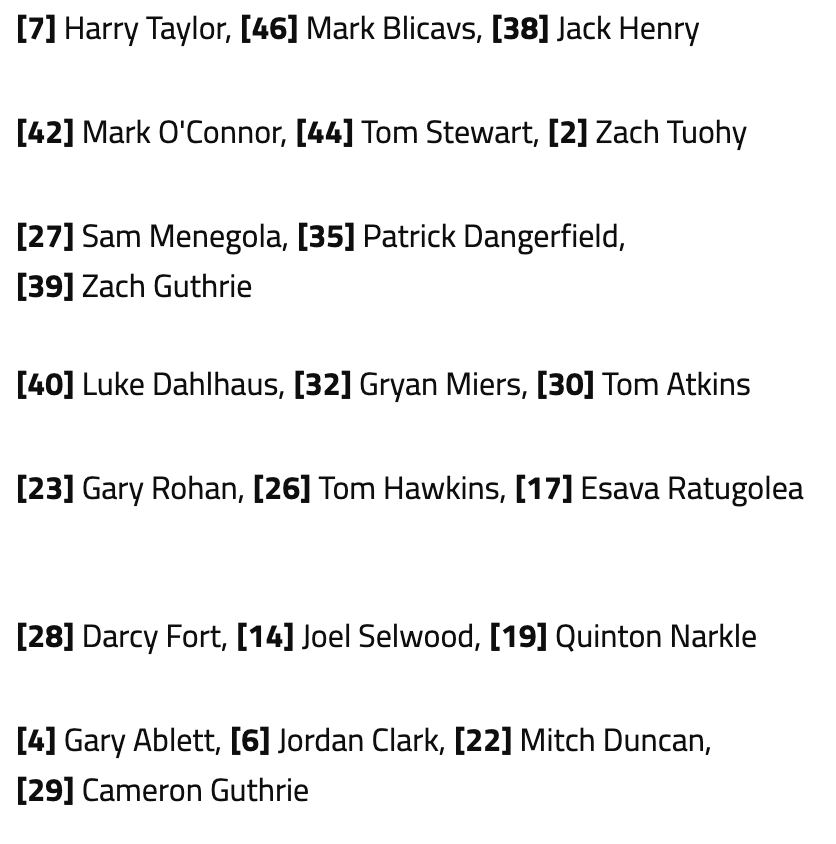 [7] Harry Taylor, [46] Mark Blicavs, [38] Jack Henry
[42] Mark O'Connor, [44] Tom Stewart, [2] Zach Tuohy
[27] Sam Menegola, [35] Patrick Dangerfield,
[39] Zach Guthrie
[40] Luke Dahlhaus, [32] Gryan Miers, [30] Tom Atkins
[23] Gary Rohan, [26] Tom Hawkins, [17] Esava Ratugolea
[28] Darcy Fort, [14] Joel Selwood, [19] Quinton Narkle
[4] Gary Ablett, [6] Jordan Clark, [22] Mitch Duncan,
[29] Cameron Guthrie